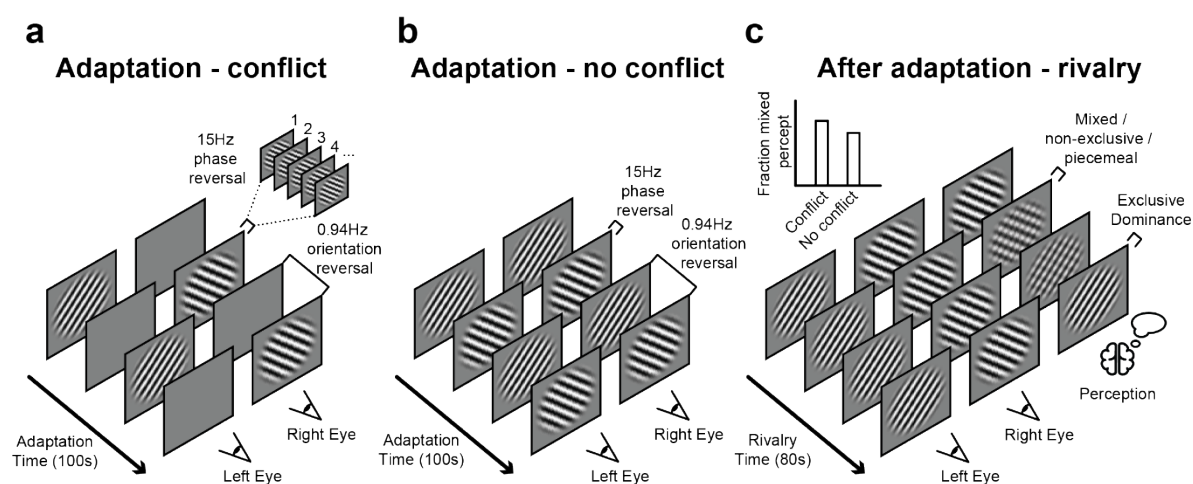 a
Adaptation - conflict
15Hz
phase
reversal
1
2
3
4
...
0.94Hz
orientation
reversal
Adaptation
Time (100s)
Left Eye
Right Eye
b
Adaptation - no conflict
15Hz
phase
reversal
0.94Hz
orientation
reversal
Adaptation
Time (100s)
Left Eye
Right Eye
c
After adaptation - rivalry
Fraction mixed
percept
Conflict
No conflict
Mixed /
non-exclusive /
piecemeal
Exclusive
Dominance
Perception
Rivalry
Time (80s)
Left Eye
Right Eye